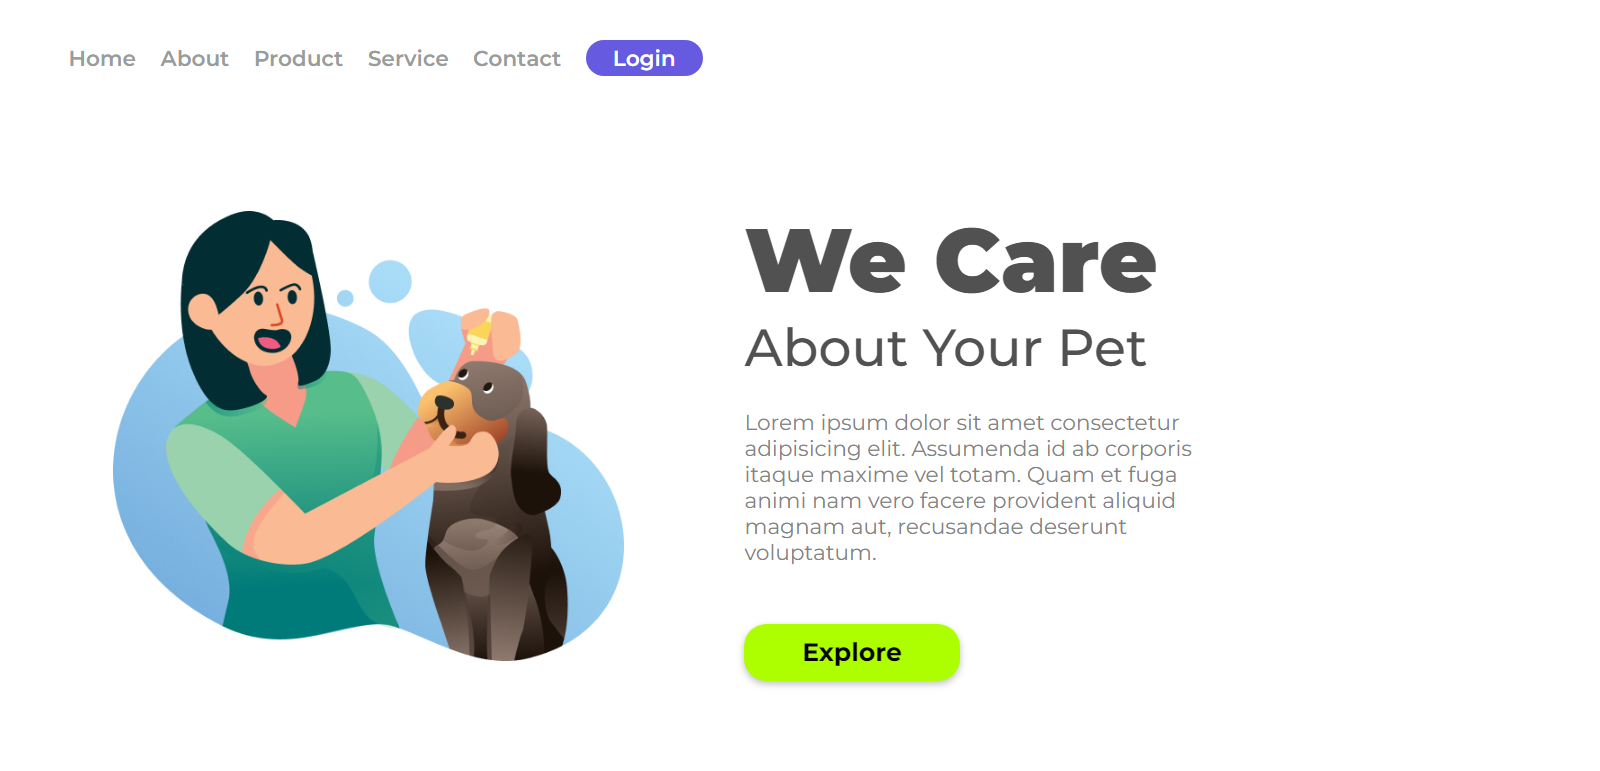 Home About Product Service Contact Login
We Care
About Your Pet
Lorem ipsum dolor sit amet consectetur
adipisicing elit. Assumenda id ab corporis
itaque maxime vel totam. Quam et fuga
animi nam vero facere provident aliquid
magnam aut, recusandae deserunt
voluptatum.
Explore